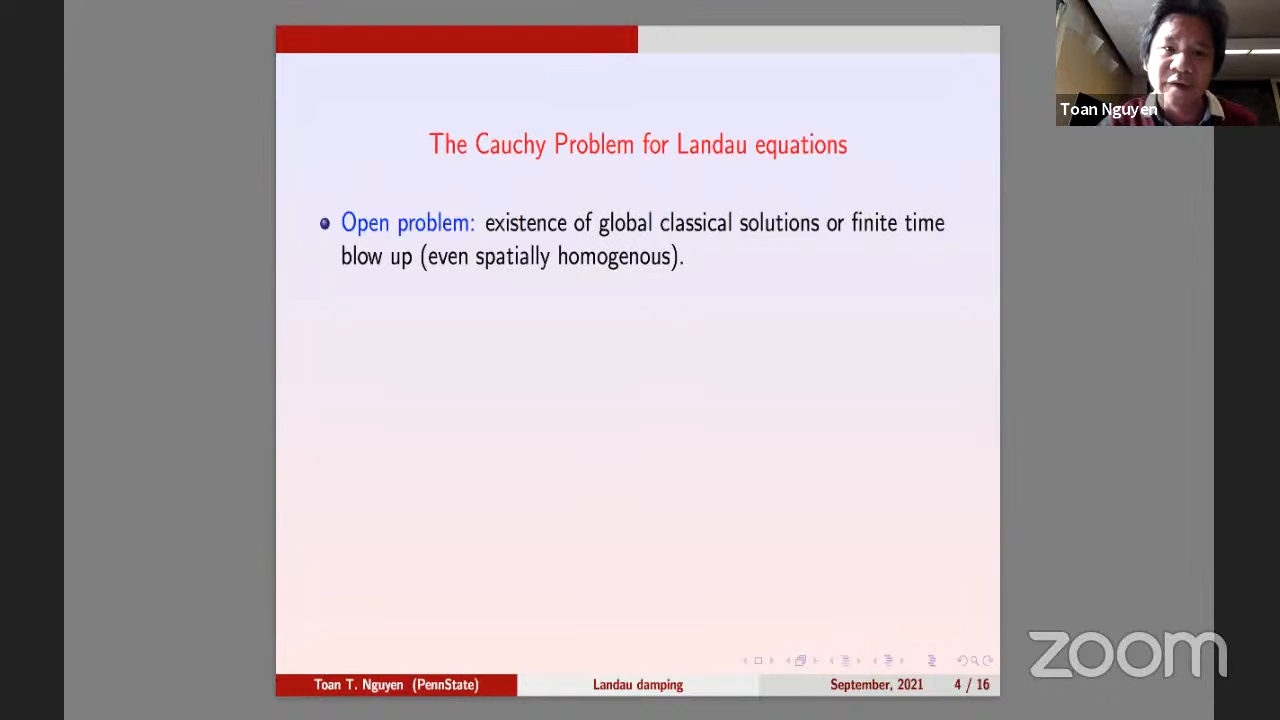 Toan Nguyen
The Cauchy Problem for Landau equations
Open problem: existence of global classical solutions or finite time
blow up (even spatially homogenous).
Toan T. Nguyen (PennState) Landau damping September, 2021 4 / 16
zoom